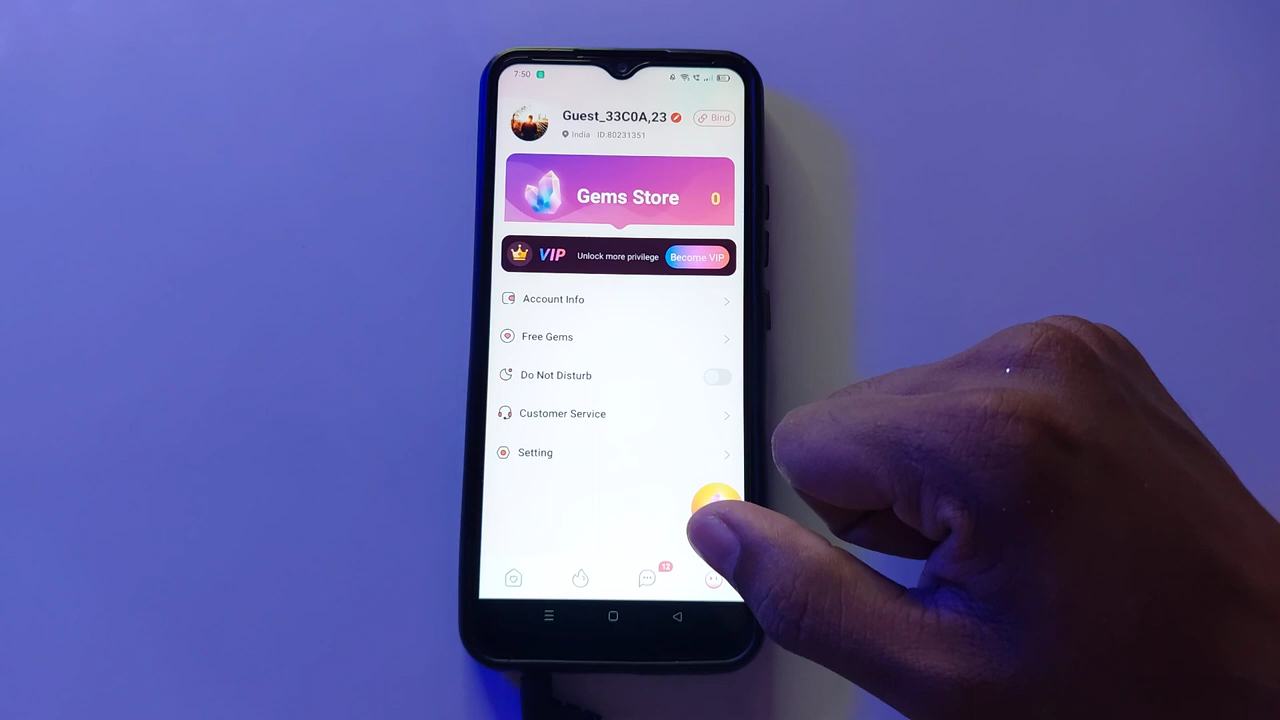 7:50
Guest_33C0A,23
Bind
India ID:80231351
Gems Store 0
VIP Unlock more privilege Become VIP
Account Info
Free Gems
Do Not Disturb
Customer Service
Setting
12